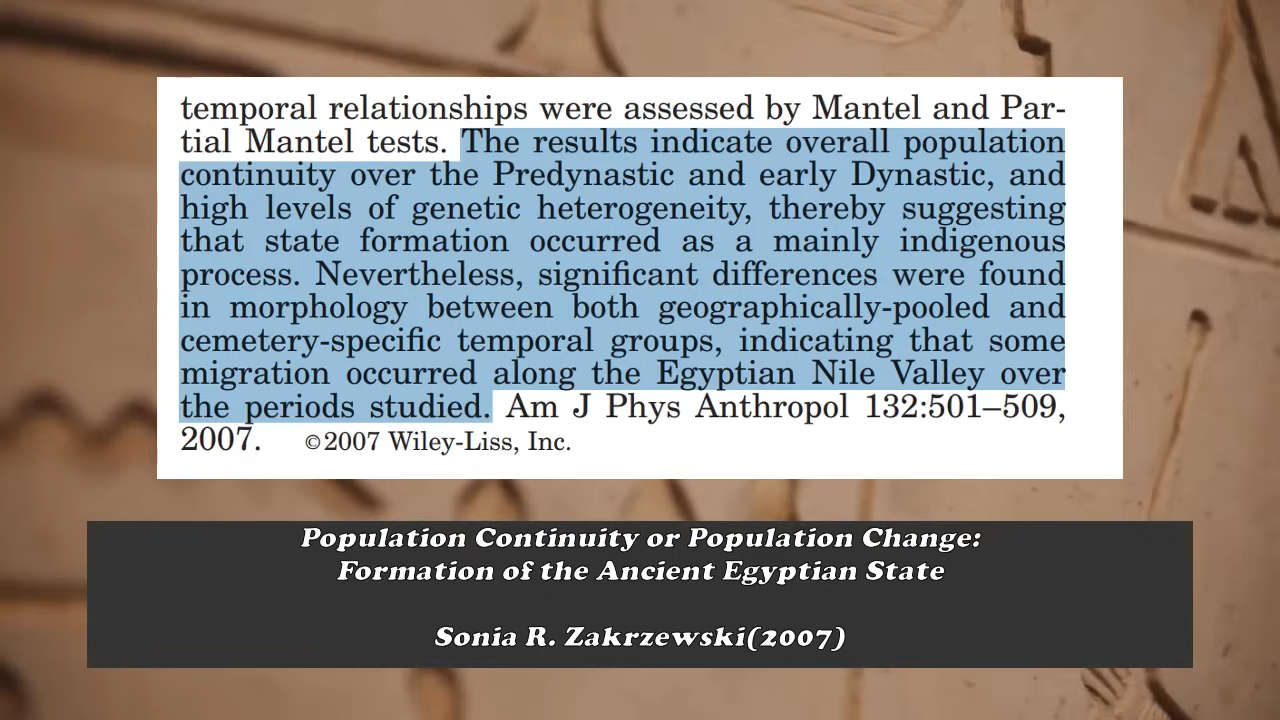 temporal relationships were assessed by Mantel and Par-
tial Mantel tests. The results indicate overall population
continuity over the Predynastic and early Dynastic, and
high levels of genetic heterogeneity, thereby suggesting
that state formation occurred as a mainly indigenous
process. Nevertheless, significant differences were found
in morphology between both geographically-pooled and
cemetery-specific temporal groups, indicating that some
migration occurred along the Egyptian Nile Valley over
the periods studied. Am J Phys Anthropol 132:501–509,
2007. ©2007 Wiley-Liss, Inc.
Population Continuity or Population Change:
Formation of the Ancient Egyptian State
Sonia R. Zakrzewski(2007)